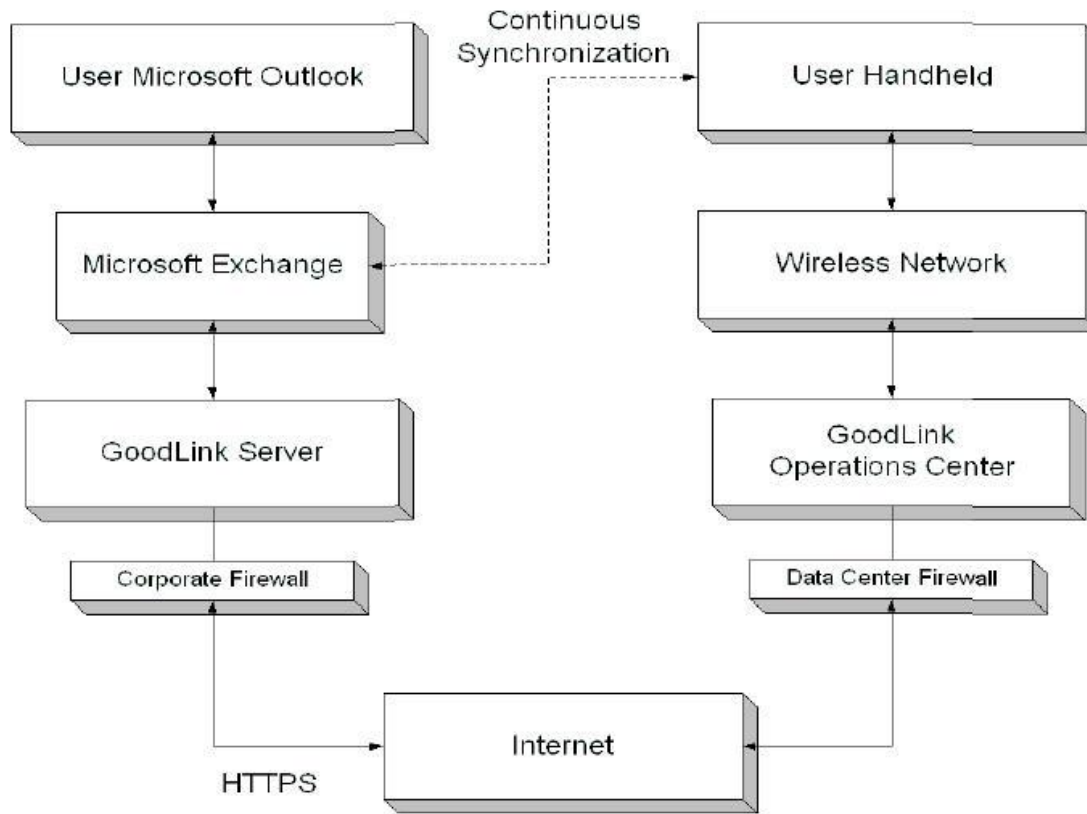 Continuous
Synchronization
User Microsoft Outlook
User Handheld
Microsoft Exchange
Wireless Network
GoodLink Server
GoodLink
Operations Center
Corporate Firewall
Data Center Firewall
Internet
HTTPS